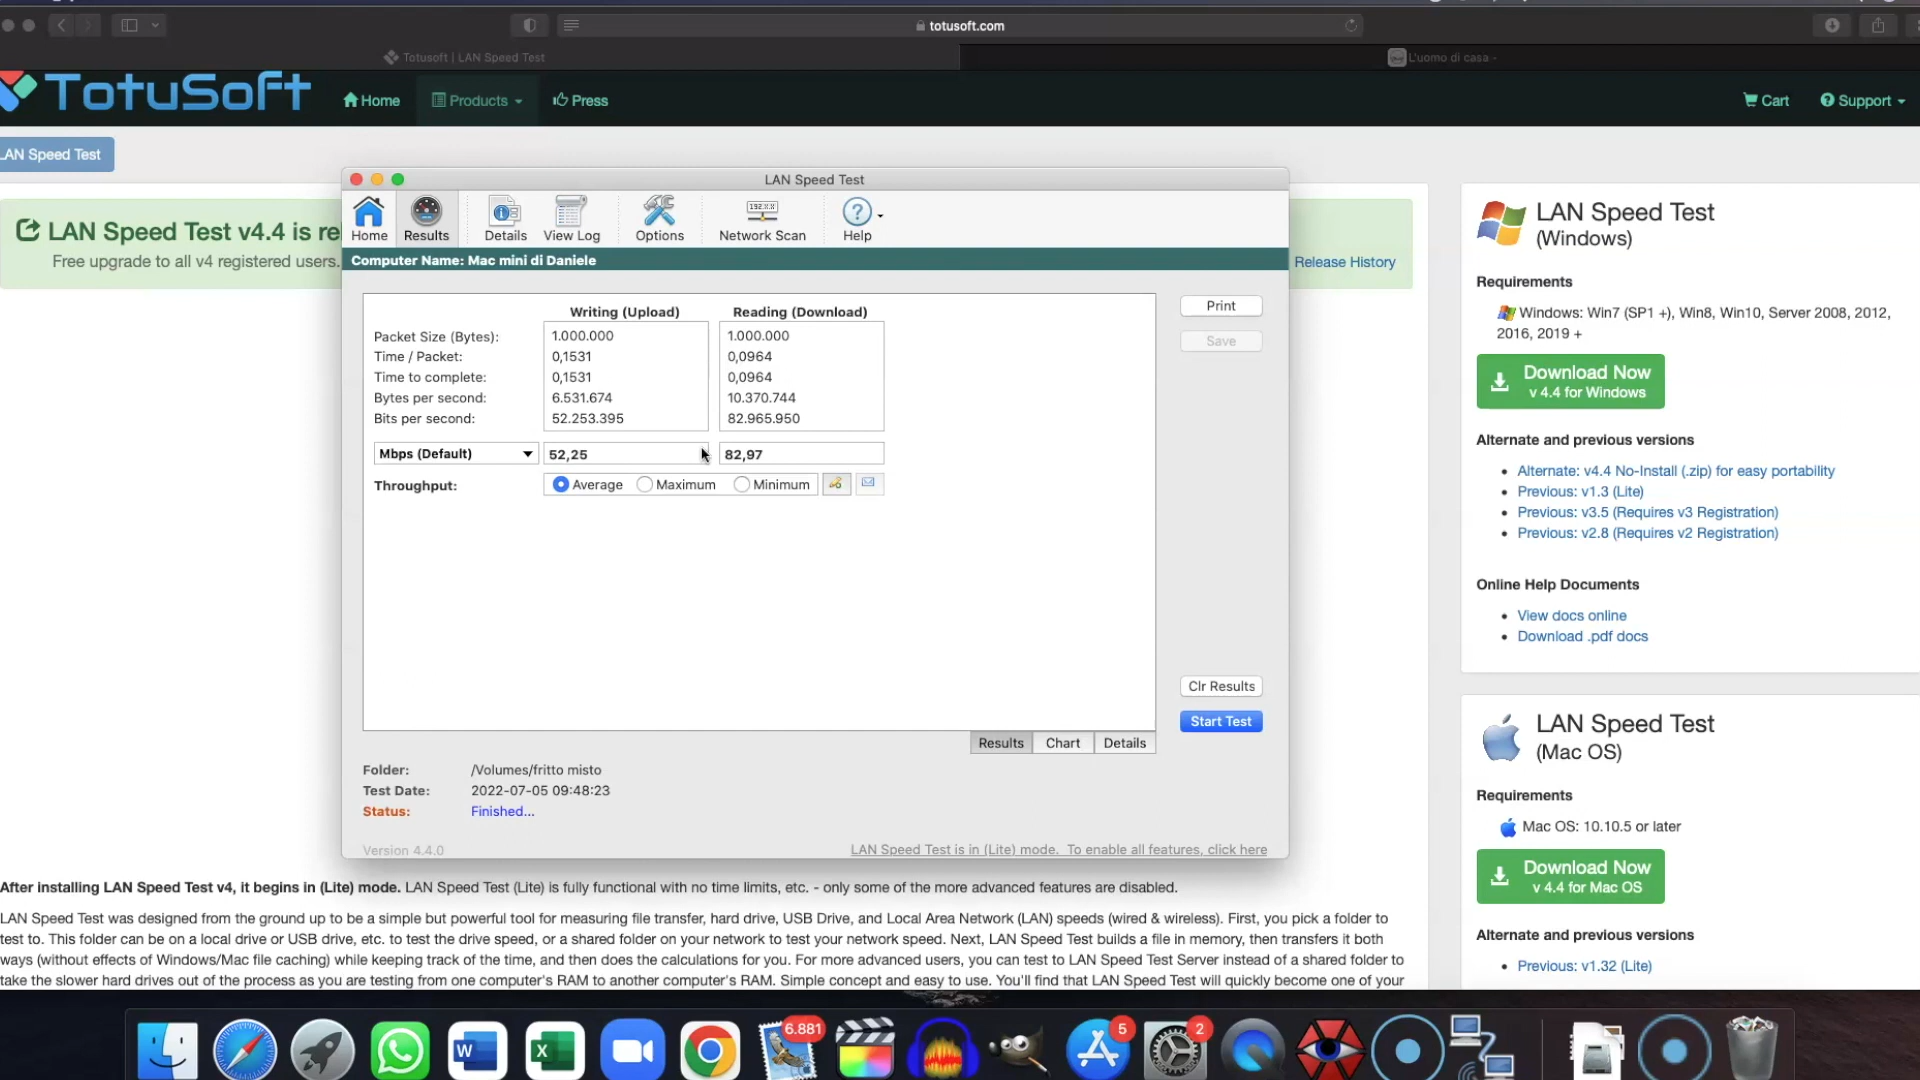 totusoft.com
Totusoft | LAN Speed Test
L'uomo di casa -
TotuSoft
Home
Products
Press
Cart
Support
LAN Speed Test
LAN Speed Test v4.4 is re
Free upgrade to all v4 registered users.
Release History
LAN Speed Test
Home
Results
Details
View Log
192.X.X
Options
Network Scan
Help
Computer Name: Mac mini di Daniele
Writing (Upload) Reading (Download)
Packet Size (Bytes): 1.000.000 1.000.000
Time / Packet: 0,1531 0,0964
Time to complete: 0,1531 0,0964
Bytes per second: 6.531.674 10.370.744
Bits per second: 52.253.395 82.965.950
Mbps (Default) 52,25 82,97
Throughput: Average Maximum Minimum
Print
Save
Clr Results
Start Test
Results Chart Details
Folder: /Volumes/fritto misto
Test Date: 2022-07-05 09:48:23
Status: Finished...
Version 4.4.0
LAN Speed Test is in (Lite) mode. To enable all features, click here
After installing LAN Speed Test v4, it begins in (Lite) mode. LAN Speed Test (Lite) is fully functional with no time limits, etc. - only some of the more advanced features are disabled.
LAN Speed Test was designed from the ground up to be a simple but powerful tool for measuring file transfer, hard drive, USB Drive, and Local Area Network (LAN) speeds (wired & wireless). First, you pick a folder to
test to. This folder can be on a local drive or USB drive, etc. to test the drive speed, or a shared folder on your network to test your network speed. Next, LAN Speed Test builds a file in memory, then transfers it both
ways (without effects of Windows/Mac file caching) while keeping track of the time, and then does the calculations for you. For more advanced users, you can test to LAN Speed Test Server instead of a shared folder to
take the slower hard drives out of the process as you are testing from one computer's RAM to another computer's RAM. Simple concept and easy to use. You'll find that LAN Speed Test will quickly become one of your
LAN Speed Test
(Windows)
Requirements
Windows: Win7 (SP1 +), Win8, Win10, Server 2008, 2012,
2016, 2019 +
Download Now
v 4.4 for Windows
Alternate and previous versions
Alternate: v4.4 No-Install (.zip) for easy portability
Previous: v1.3 (Lite)
Previous: v3.5 (Requires v3 Registration)
Previous: v2.8 (Requires v2 Registration)
Online Help Documents
View docs online
Download .pdf docs
LAN Speed Test
(Mac OS)
Requirements
Mac OS: 10.10.5 or later
Download Now
v 4.4 for Mac OS
Alternate and previous versions
Previous: v1.32 (Lite)
W
X
6.881
5
2